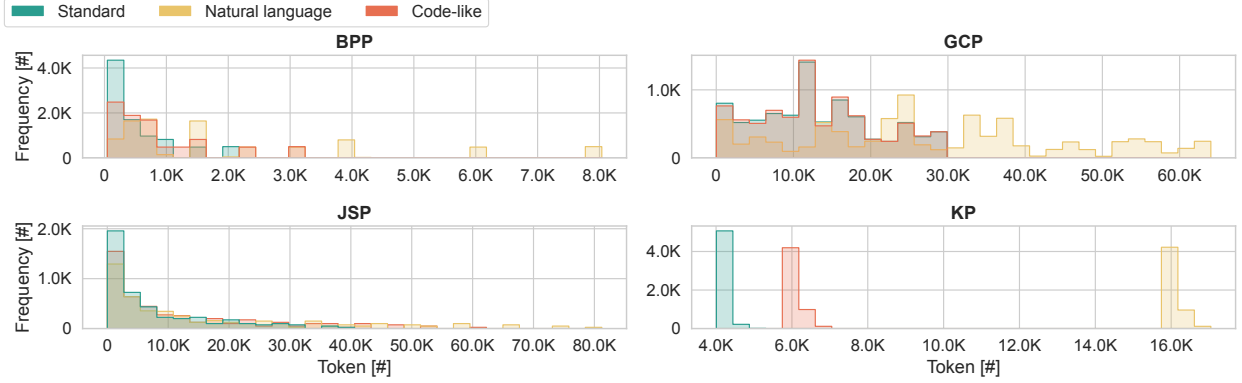 Standard Natural language Code-like
BPP
GCP
Frequency [#]
4.0K
2.0K
0
0 1.0K 2.0K 3.0K 4.0K 5.0K 6.0K 7.0K 8.0K
1.0K
0
0 10.0K 20.0K 30.0K 40.0K 50.0K 60.0K
JSP
KP
Frequency [#]
2.0K
1.0K
0
0 10.0K 20.0K 30.0K 40.0K 50.0K 60.0K 70.0K 80.0K
Token [#]
4.0K
2.0K
0
4.0K 6.0K 8.0K 10.0K 12.0K 14.0K 16.0K
Token [#]